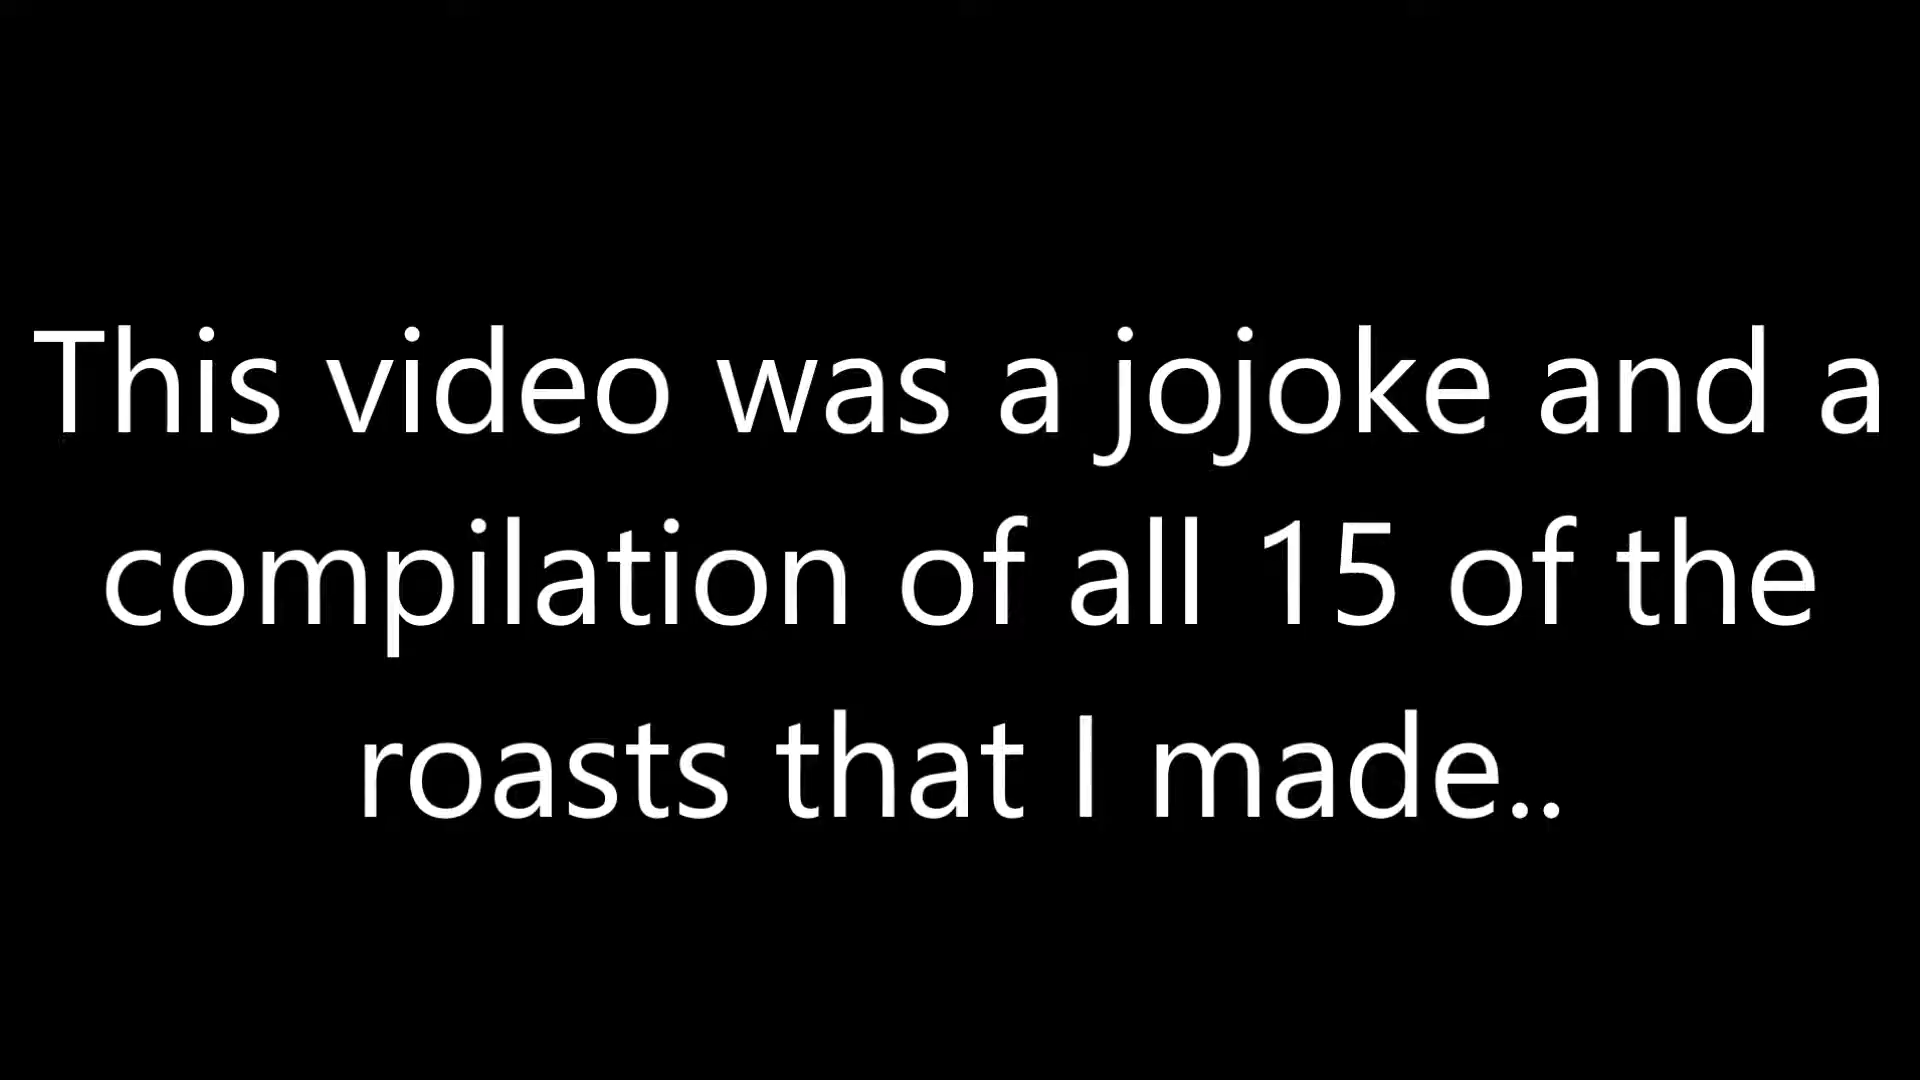 This video was a jojoke and a
compilation of all 15 of the
roasts that I made..